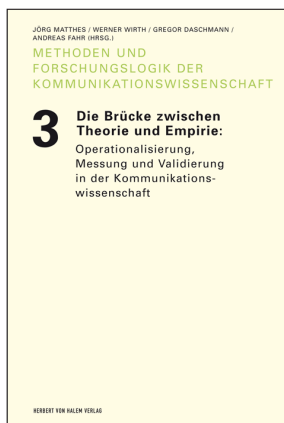 JÖRG MATTHES / WERNER WIRTH / GREGOR DASCHMANN /
ANDREAS FAHR (HRSG.)
METHODEN UND
FORSCHUNGSLOGIK DER
KOMMUNIKATIONSWISSENSCHAFT
3
Die Brücke zwischen
Theorie und Empirie:
Operationalisierung,
Messung und Validierung
in der Kommunikations-
wissenschaft
HERBERT VON HALEM VERLAG